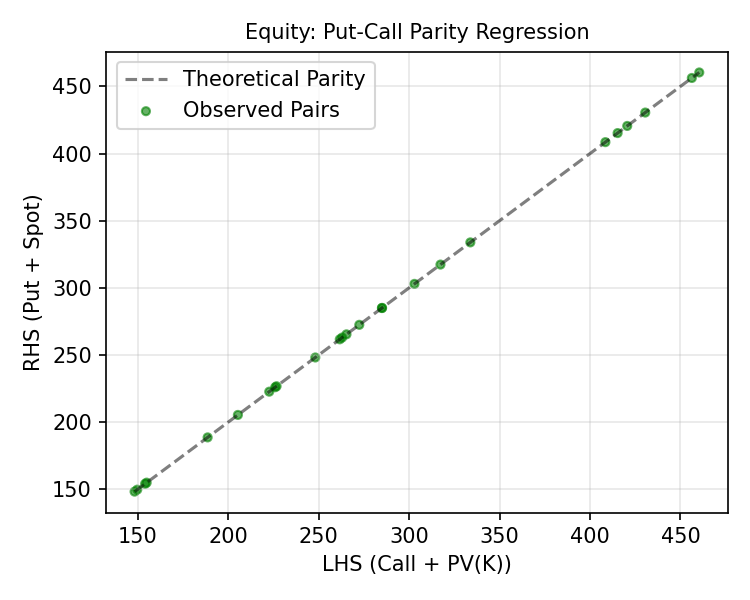 Equity: Put-Call Parity Regression
Theoretical Parity
Observed Pairs
RHS (Put + Spot)
450
400
350
300
250
200
150
150 200 250 300 350 400 450
LHS (Call + PV(K))